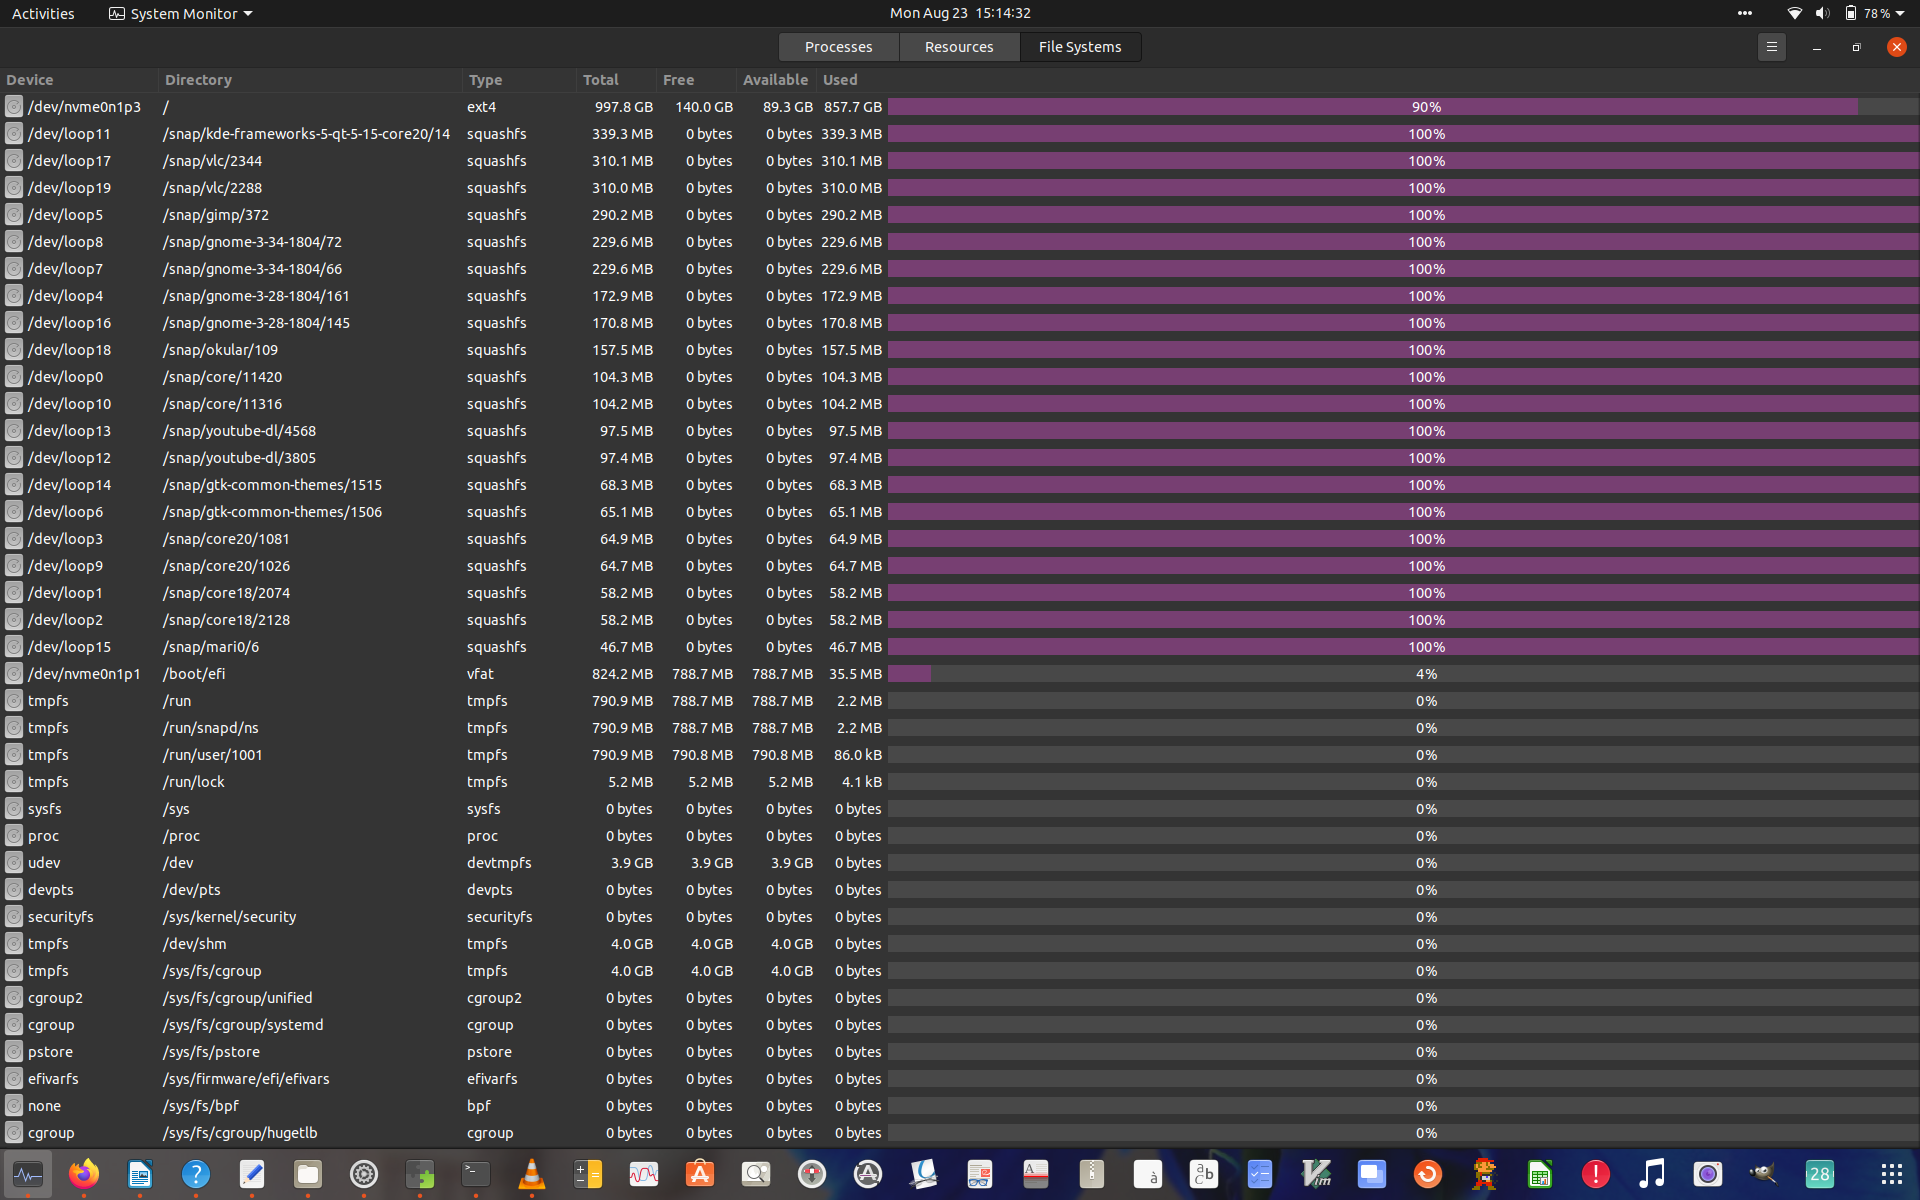 Activities System Monitor Mon Aug 23 15:14:32 78 %
Processes Resources File Systems
Device Directory Type Total Free Available Used
/dev/nvme0n1p3 / ext4 997.8 GB 140.0 GB 89.3 GB 857.7 GB 90%
/dev/loop11 /snap/kde-frameworks-5-qt-5-15-core20/14 squashfs 339.3 MB 0 bytes 0 bytes 339.3 MB 100%
/dev/loop17 /snap/vlc/2344 squashfs 310.1 MB 0 bytes 0 bytes 310.1 MB 100%
/dev/loop19 /snap/vlc/2288 squashfs 310.0 MB 0 bytes 0 bytes 310.0 MB 100%
/dev/loop5 /snap/gimp/372 squashfs 290.2 MB 0 bytes 0 bytes 290.2 MB 100%
/dev/loop8 /snap/gnome-3-34-1804/72 squashfs 229.6 MB 0 bytes 0 bytes 229.6 MB 100%
/dev/loop7 /snap/gnome-3-34-1804/66 squashfs 229.6 MB 0 bytes 0 bytes 229.6 MB 100%
/dev/loop4 /snap/gnome-3-28-1804/161 squashfs 172.9 MB 0 bytes 0 bytes 172.9 MB 100%
/dev/loop16 /snap/gnome-3-28-1804/145 squashfs 170.8 MB 0 bytes 0 bytes 170.8 MB 100%
/dev/loop18 /snap/okular/109 squashfs 157.5 MB 0 bytes 0 bytes 157.5 MB 100%
/dev/loop0 /snap/core/11420 squashfs 104.3 MB 0 bytes 0 bytes 104.3 MB 100%
/dev/loop10 /snap/core/11316 squashfs 104.2 MB 0 bytes 0 bytes 104.2 MB 100%
/dev/loop13 /snap/youtube-dl/4568 squashfs 97.5 MB 0 bytes 0 bytes 97.5 MB 100%
/dev/loop12 /snap/youtube-dl/3805 squashfs 97.4 MB 0 bytes 0 bytes 97.4 MB 100%
/dev/loop14 /snap/gtk-common-themes/1515 squashfs 68.3 MB 0 bytes 0 bytes 68.3 MB 100%
/dev/loop6 /snap/gtk-common-themes/1506 squashfs 65.1 MB 0 bytes 0 bytes 65.1 MB 100%
/dev/loop3 /snap/core20/1081 squashfs 64.9 MB 0 bytes 0 bytes 64.9 MB 100%
/dev/loop9 /snap/core20/1026 squashfs 64.7 MB 0 bytes 0 bytes 64.7 MB 100%
/dev/loop1 /snap/core18/2074 squashfs 58.2 MB 0 bytes 0 bytes 58.2 MB 100%
/dev/loop2 /snap/core18/2128 squashfs 58.2 MB 0 bytes 0 bytes 58.2 MB 100%
/dev/loop15 /snap/mari0/6 squashfs 46.7 MB 0 bytes 0 bytes 46.7 MB 100%
/dev/nvme0n1p1 /boot/efi vfat 824.2 MB 788.7 MB 788.7 MB 35.5 MB 4%
tmpfs /run tmpfs 790.9 MB 788.7 MB 788.7 MB 2.2 MB 0%
tmpfs /run/snapd/ns tmpfs 790.9 MB 788.7 MB 788.7 MB 2.2 MB 0%
tmpfs /run/user/1001 tmpfs 790.9 MB 790.8 MB 790.8 MB 86.0 kB 0%
tmpfs /run/lock tmpfs 5.2 MB 5.2 MB 5.2 MB 4.1 kB 0%
sysfs /sys sysfs 0 bytes 0 bytes 0 bytes 0 bytes 0%
proc /proc proc 0 bytes 0 bytes 0 bytes 0 bytes 0%
udev /dev devtmpfs 3.9 GB 3.9 GB 3.9 GB 0 bytes 0%
devpts /dev/pts devpts 0 bytes 0 bytes 0 bytes 0 bytes 0%
securityfs /sys/kernel/security securityfs 0 bytes 0 bytes 0 bytes 0 bytes 0%
tmpfs /dev/shm tmpfs 4.0 GB 4.0 GB 4.0 GB 0 bytes 0%
tmpfs /sys/fs/cgroup tmpfs 4.0 GB 4.0 GB 4.0 GB 0 bytes 0%
cgroup2 /sys/fs/cgroup/unified cgroup2 0 bytes 0 bytes 0 bytes 0 bytes 0%
cgroup /sys/fs/cgroup/systemd cgroup 0 bytes 0 bytes 0 bytes 0 bytes 0%
pstore /sys/fs/pstore pstore 0 bytes 0 bytes 0 bytes 0 bytes 0%
efivarfs /sys/firmware/efi/efivars efivarfs 0 bytes 0 bytes 0 bytes 0 bytes 0%
none /sys/fs/bpf bpf 0 bytes 0 bytes 0 bytes 0 bytes 0%
cgroup /sys/fs/cgroup/hugetlb cgroup 0 bytes 0 bytes 0 bytes 0 bytes 0%
28